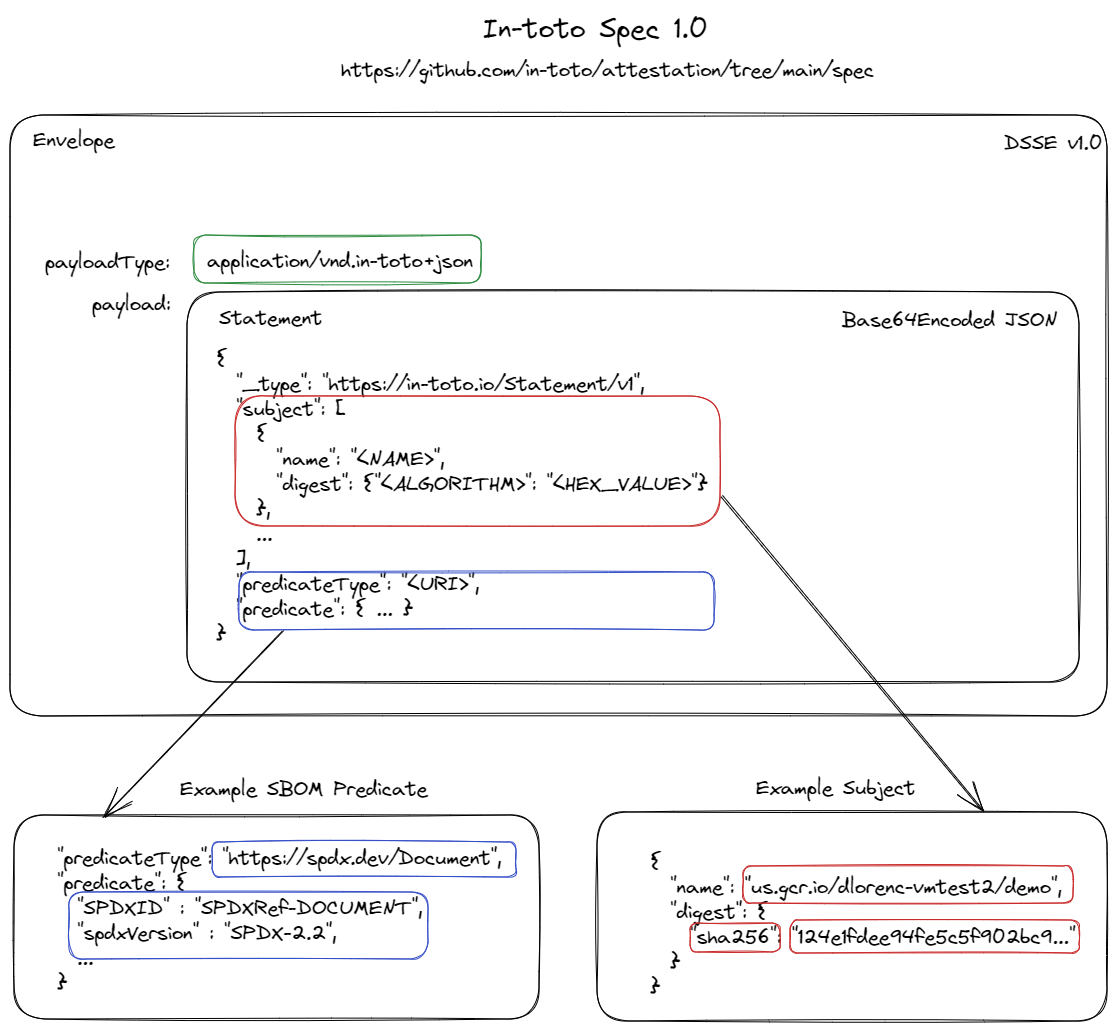 In-toto Spec 1.0
https://github.com/in-toto/attestation/tree/main/spec
Envelope
DSSE v1.0
payloadType:
application/vnd.in-toto+json
payload:
Statement
Base64Encoded JSON
{
"_type": "https://in-toto.io/Statement/v1",
"subject": [
{
"name": "<NAME>",
"digest": {"<ALGORITHM>": "<HEX_VALUE>"}
},
...
],
"predicateType": "<URI>",
"predicate": { ... }
}
Example SBOM Predicate
"predicateType": "https://spdx.dev/Document",
"predicate": {
"SPDXID" : "SPDXRef-DOCUMENT",
"spdxVersion" : "SPDX-2.2",
...
}
Example Subject
{
"name": "us.gcr.io/dlorenc-vmtest2/demo",
"digest": {
"sha256": "124e1fdee94fe5c5f902bc9..."
}
}